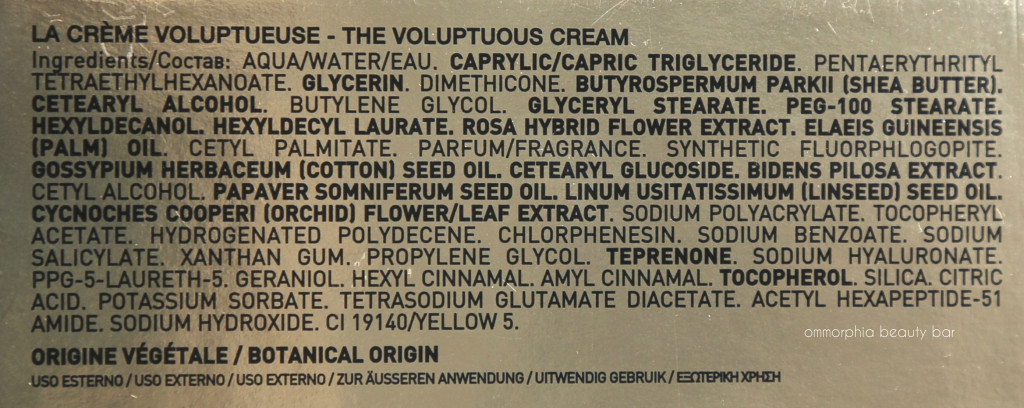 LA CRÈME VOLUPTUEUSE - THE VOLUPTUOUS CREAM
Ingredients/Состав: AQUA/WATER/EAU. CAPRYLIC/CAPRIC TRIGLYCERIDE. PENTAERYTHRITYL
TETRAETHYLHEXANOATE. GLYCERIN. DIMETHICONE. BUTYROSPERMUM PARKII (SHEA BUTTER).
CETEARYL ALCOHOL. BUTYLENE GLYCOL. GLYCERYL STEARATE. PEG-100 STEARATE.
HEXYLDECANOL. HEXYLDECYL LAURATE. ROSA HYBRID FLOWER EXTRACT. ELAEIS GUINEENSIS
(PALM) OIL. CETYL PALMITATE. PARFUM/FRAGRANCE. SYNTHETIC FLUORPHLOGOPITE.
GOSSYPIUM HERBACEUM (COTTON) SEED OIL. CETEARYL GLUCOSIDE. BIDENS PILOSA EXTRACT.
CETYL ALCOHOL. PAPAVER SOMNIFERUM SEED OIL. LINUM USITATISSIMUM (LINSEED) SEED OIL.
CYCNOCHES COOPERI (ORCHID) FLOWER/LEAF EXTRACT. SODIUM POLYACRYLATE. TOCOPHERYL
ACETATE. HYDROGENATED POLYDECENE. CHLORPHENESIN. SODIUM BENZOATE. SODIUM
SALICYLATE. XANTHAN GUM. PROPYLENE GLYCOL. TEPRENONE. SODIUM HYALURONATE.
PPG-5-LAURETH-5. GERANIOL. HEXYL CINNAMAL. AMYL CINNAMAL. TOCOPHEROL. SILICA. CITRIC
ACID. POTASSIUM SORBATE. TETRASODIUM GLUTAMATE DIACETATE. ACETYL HEXAPEPTIDE-51
AMIDE. SODIUM HYDROXIDE. CI 19140/YELLOW 5.
ommorphia beauty bar
ORIGINE VÉGÉTALE / BOTANICAL ORIGIN
USO ESTERNO / USO EXTERNO / USO EXTERNO / ZUR ÄUSSEREN ANWENDUNG / UITWENDIG GEBRUIK / ΕΞΩΤΕΡΙΚΗ ΧΡΗΣΗ